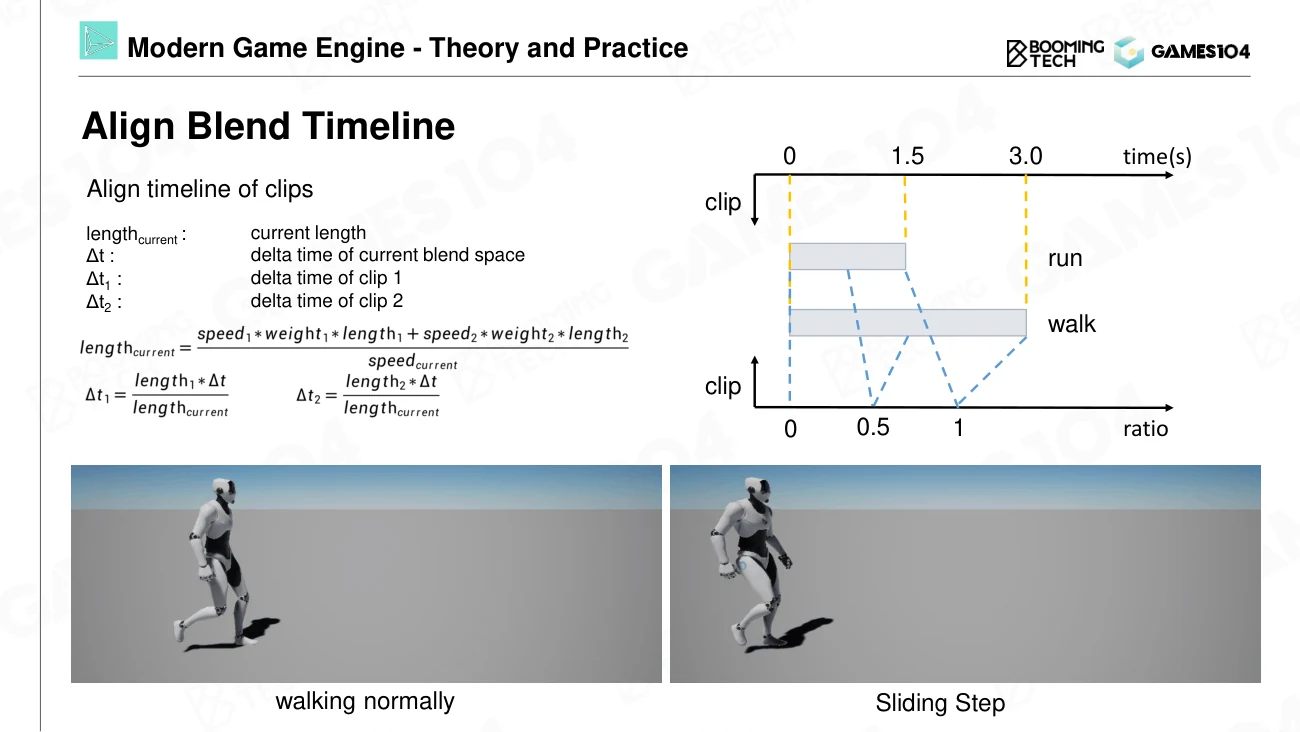 Modern Game Engine - Theory and Practice
BOOMING TECH
GAMES104
Align Blend Timeline
Align timeline of clips
length_current : current length
Δt : delta time of current blend space
Δt_1 : delta time of clip 1
Δt_2 : delta time of clip 2
length_current = (speed_1 * weight_1 * length_1 + speed_2 * weight_2 * length_2) / speed_current
Δt_1 = (length_1 * Δt) / length_current    Δt_2 = (length_2 * Δt) / length_current
0 1.5 3.0 time(s)
clip
run
walk
clip
0 0.5 1 ratio
walking normally
Sliding Step